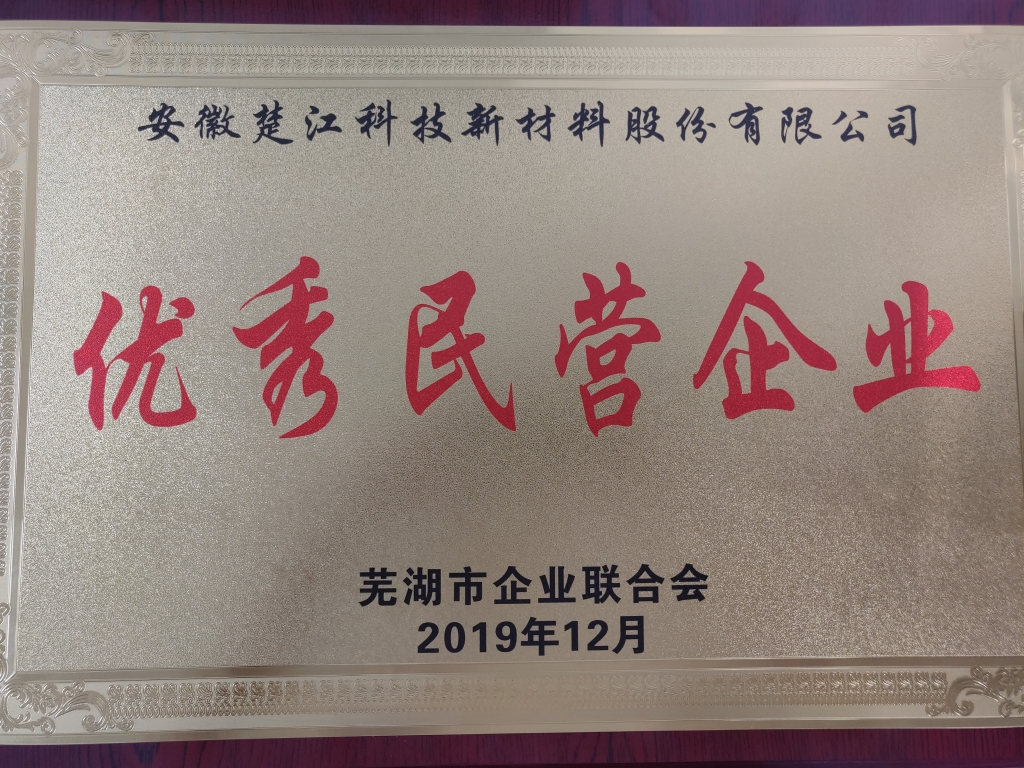 安徽楚江科技新材料股份有限公司
优秀民营企业
芜湖市企业联合会
2019年12月